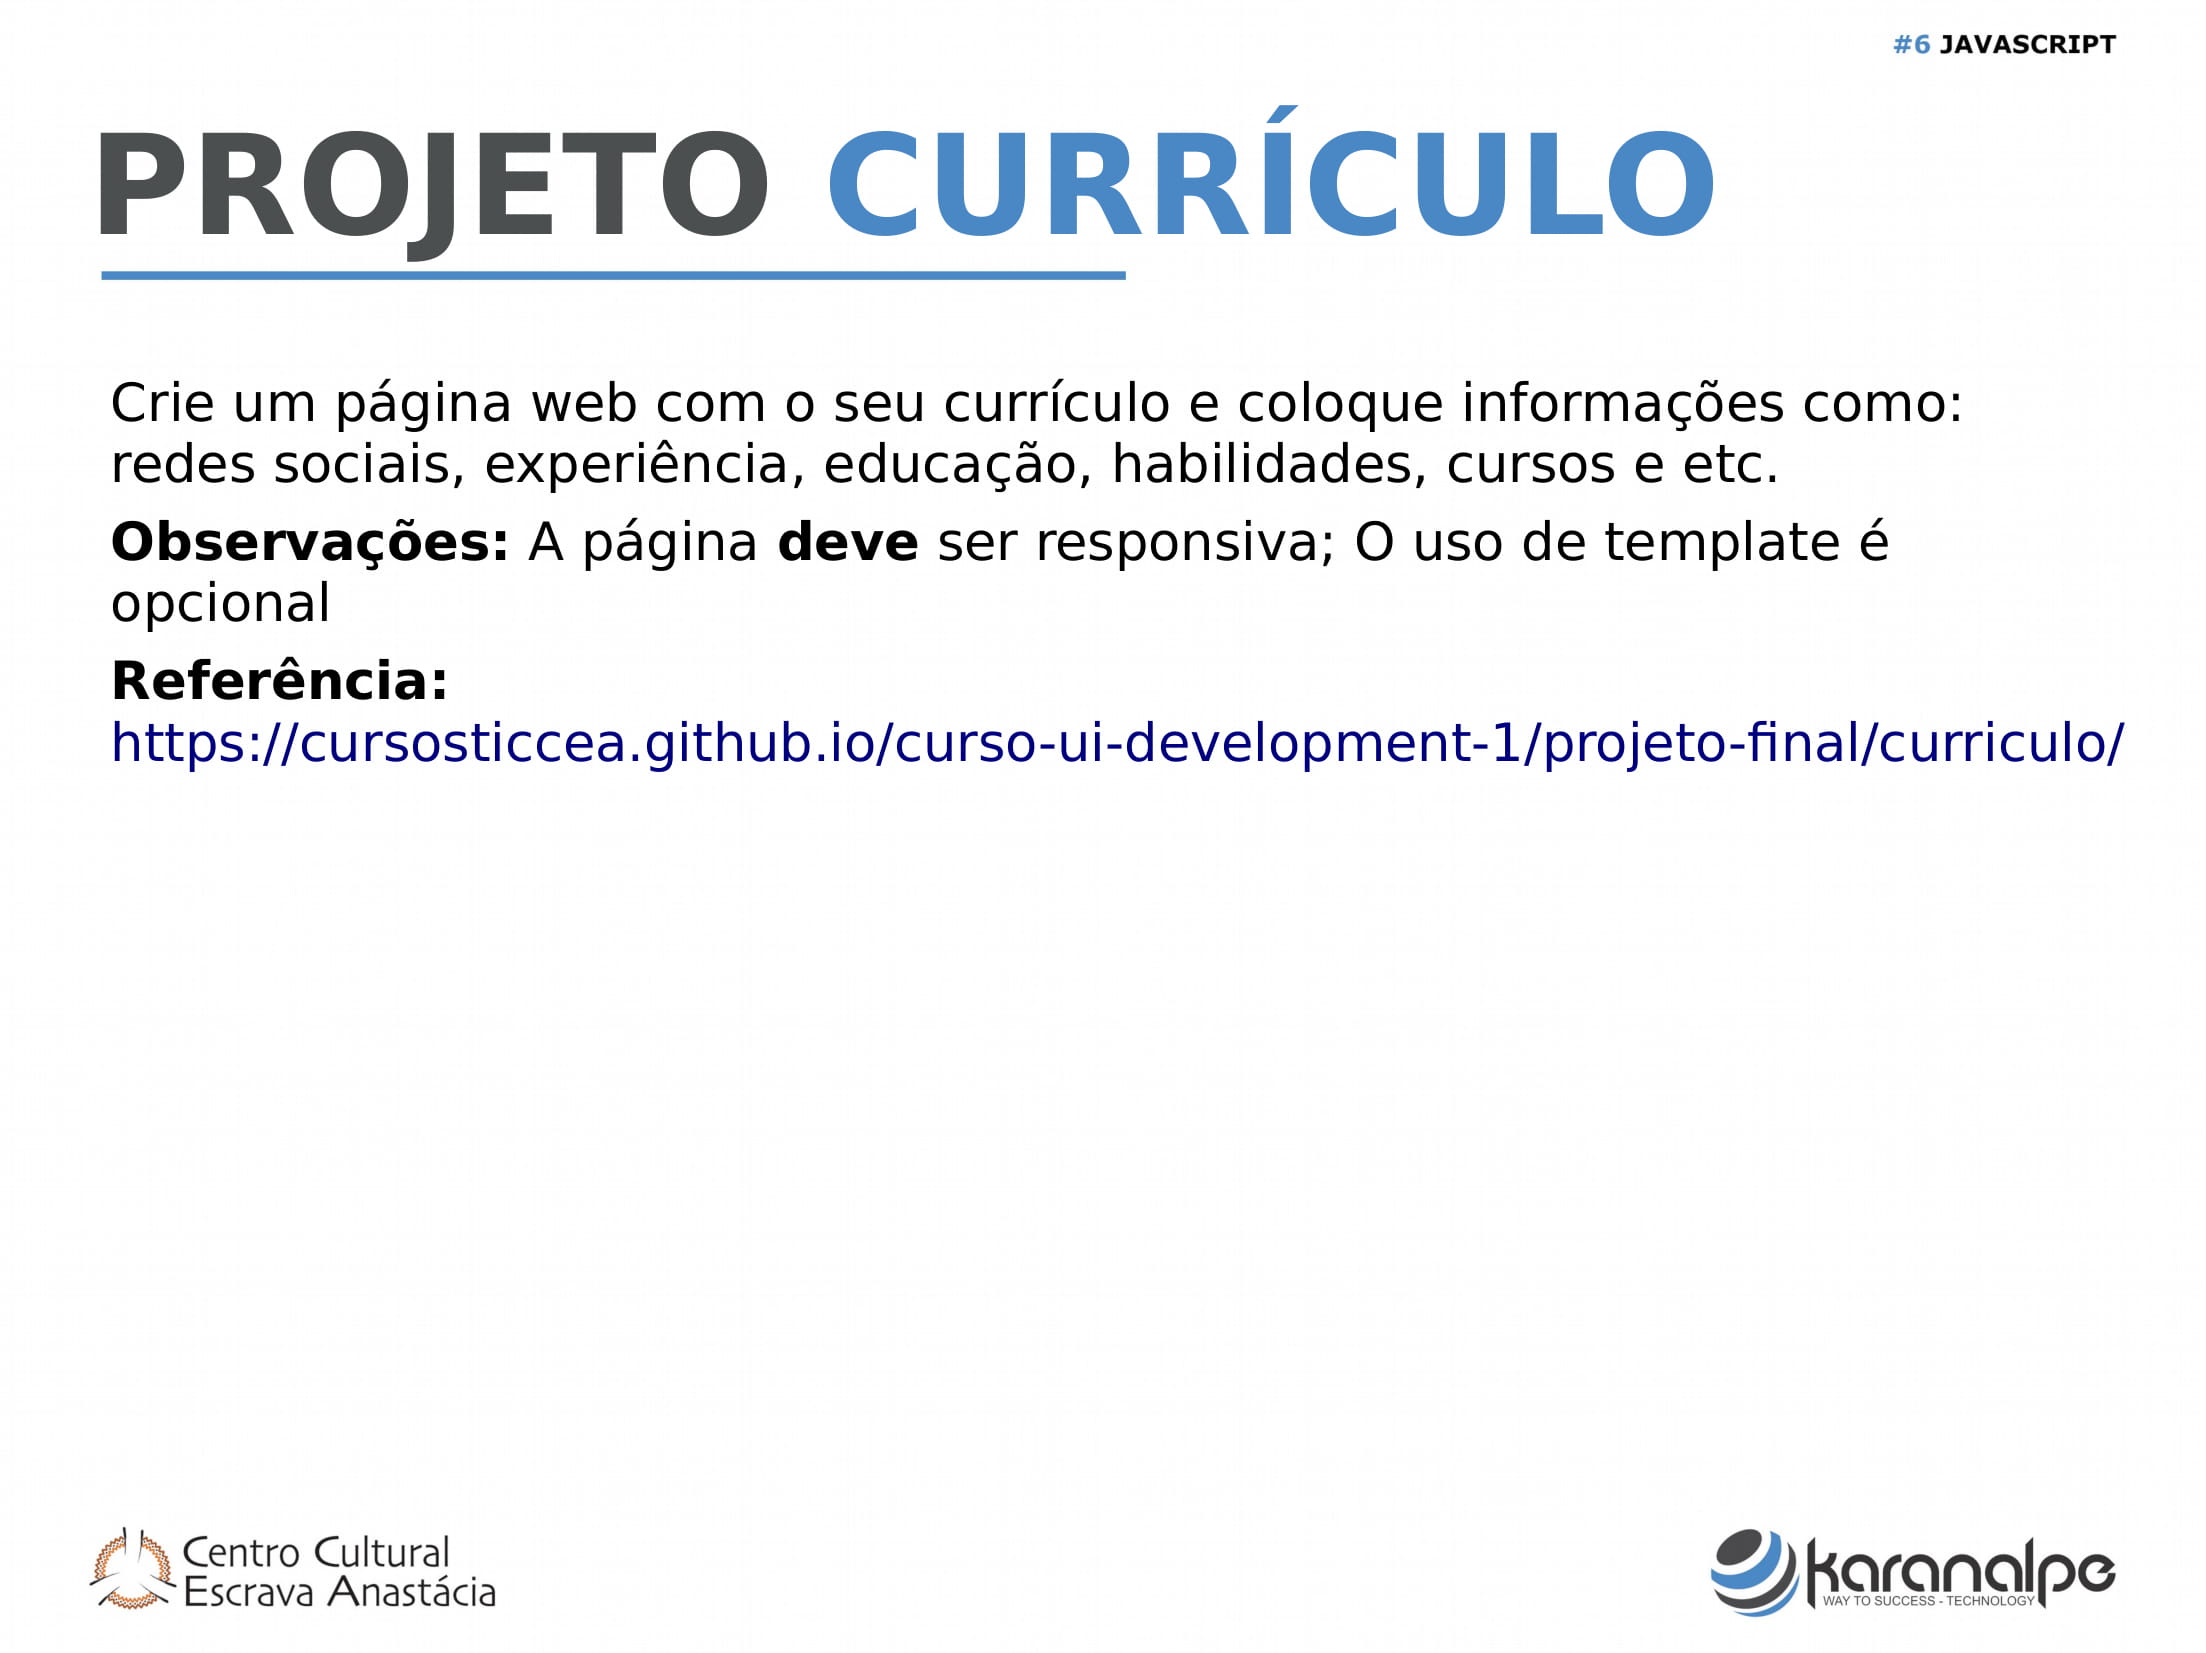 #6 JAVASCRIPT
PROJETO CURRÍCULO
Crie um página web com o seu currículo e coloque informações como:
redes sociais, experiência, educação, habilidades, cursos e etc.
Observações: A página deve ser responsiva; O uso de template é
opcional
Referência:
https://cursosticcea.github.io/curso-ui-development-1/projeto-final/curriculo/
Centro Cultural
Escrava Anastácia
karanalpe
WAY TO SUCCESS - TECHNOLOGY